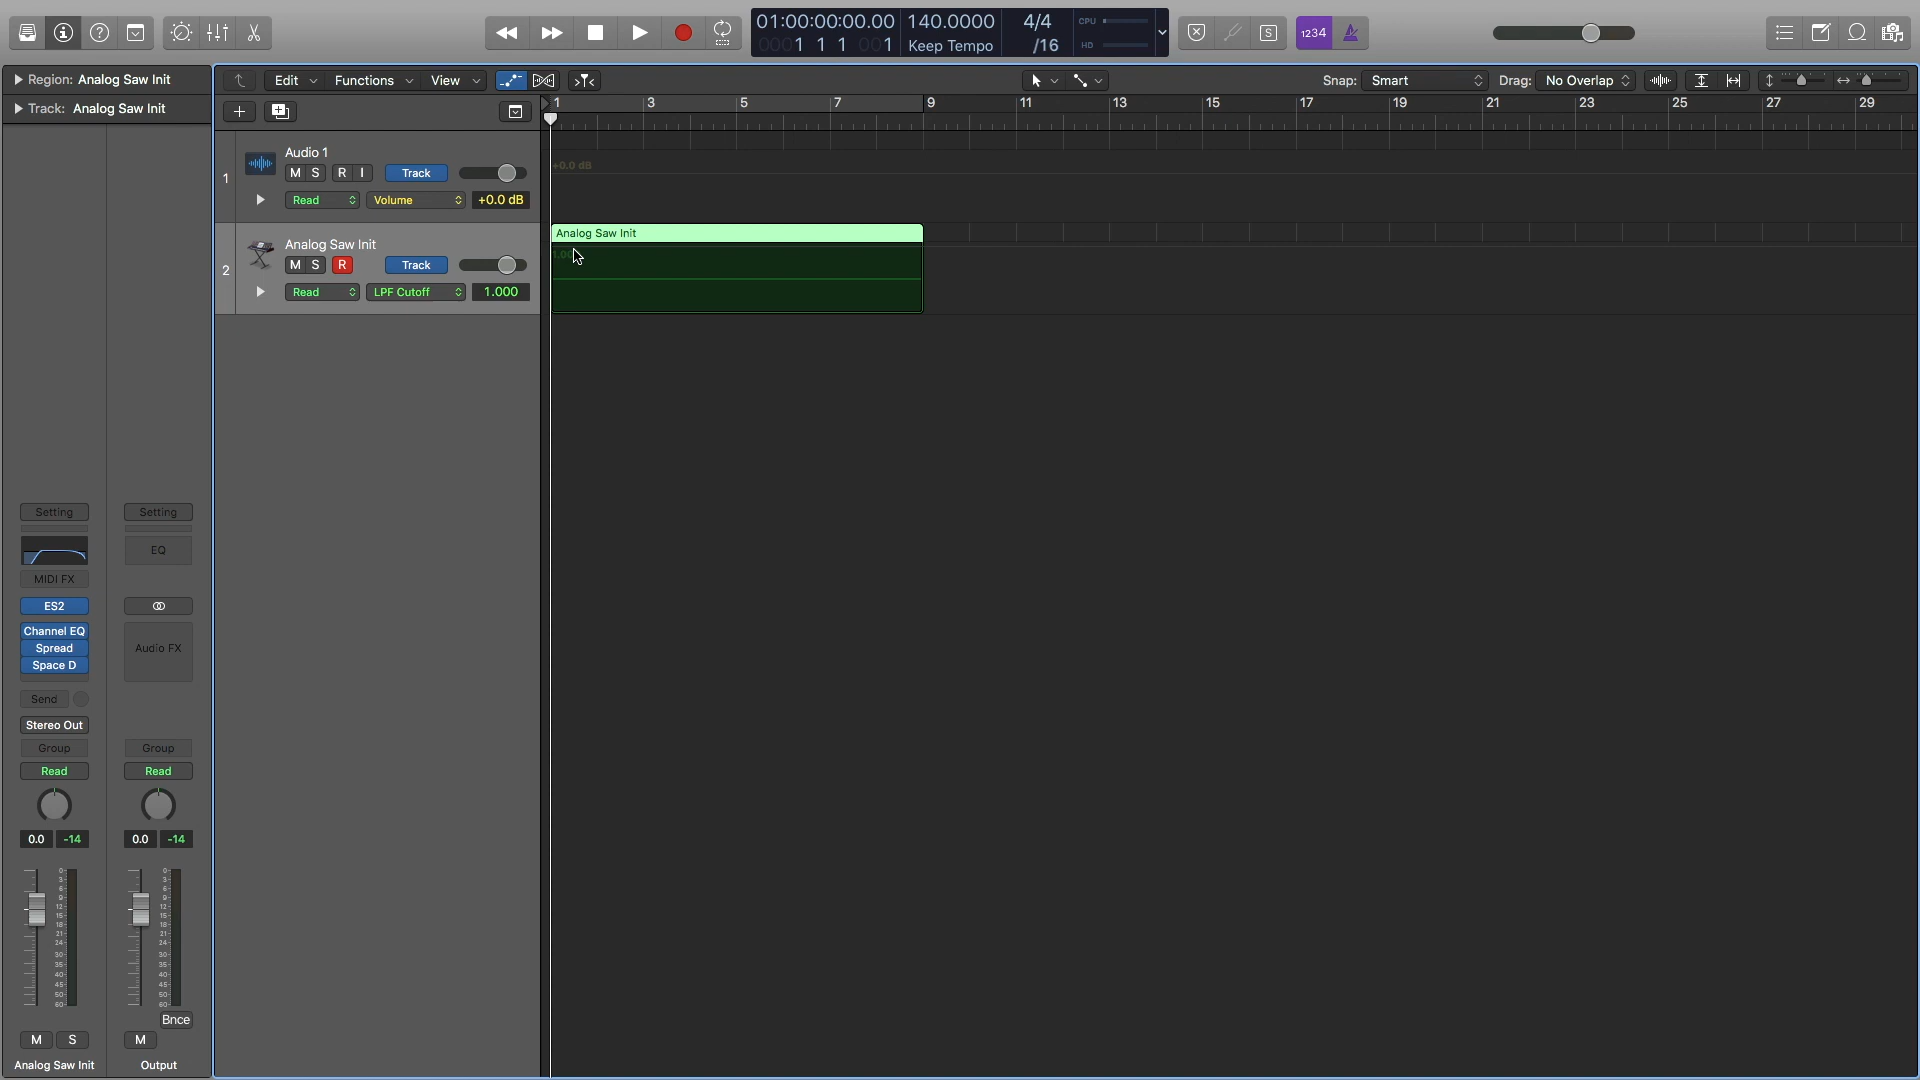 01:00:00:00.00
140.0000
4/4
CPU
0001 1 1 001
Keep Tempo
/16
HD
S
1234
Region: Analog Saw Init
Edit
Functions
View
Snap: Smart
Drag: No Overlap
Track: Analog Saw Init
1
3
5
7
9
11
13
15
17
19
21
23
25
27
29
1
Audio 1
M S R I Track
Read
Volume
+0.0 dB
+0.0 dB
2
Analog Saw Init
M S R Track
Read
LPF Cutoff
1.000
Analog Saw Init
Setting
Setting
EQ
MIDI FX
ES2
Channel EQ
Spread
Space D
Audio FX
Send
Stereo Out
Group
Group
Read
Read
0.0 -14
0.0 -14
Bnce
M S
M
Analog Saw Init
Output